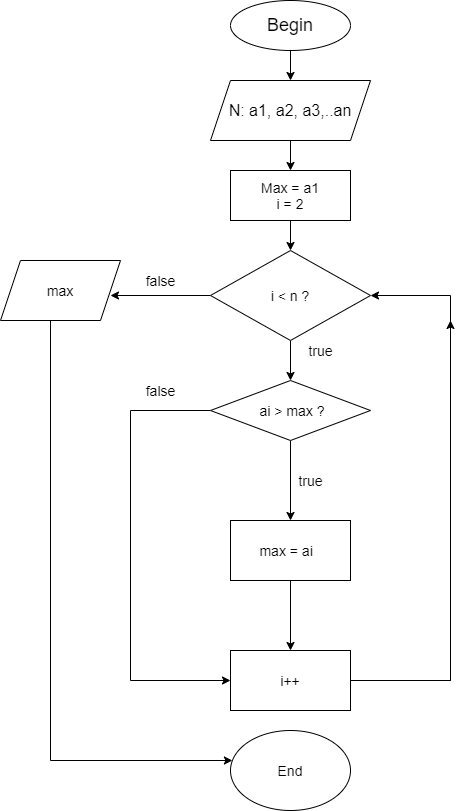 Begin
N: a1, a2, a3,..an
Max = a1
i = 2
i < n ?
false
max
true
ai > max ?
false
true
max = ai
i++
End